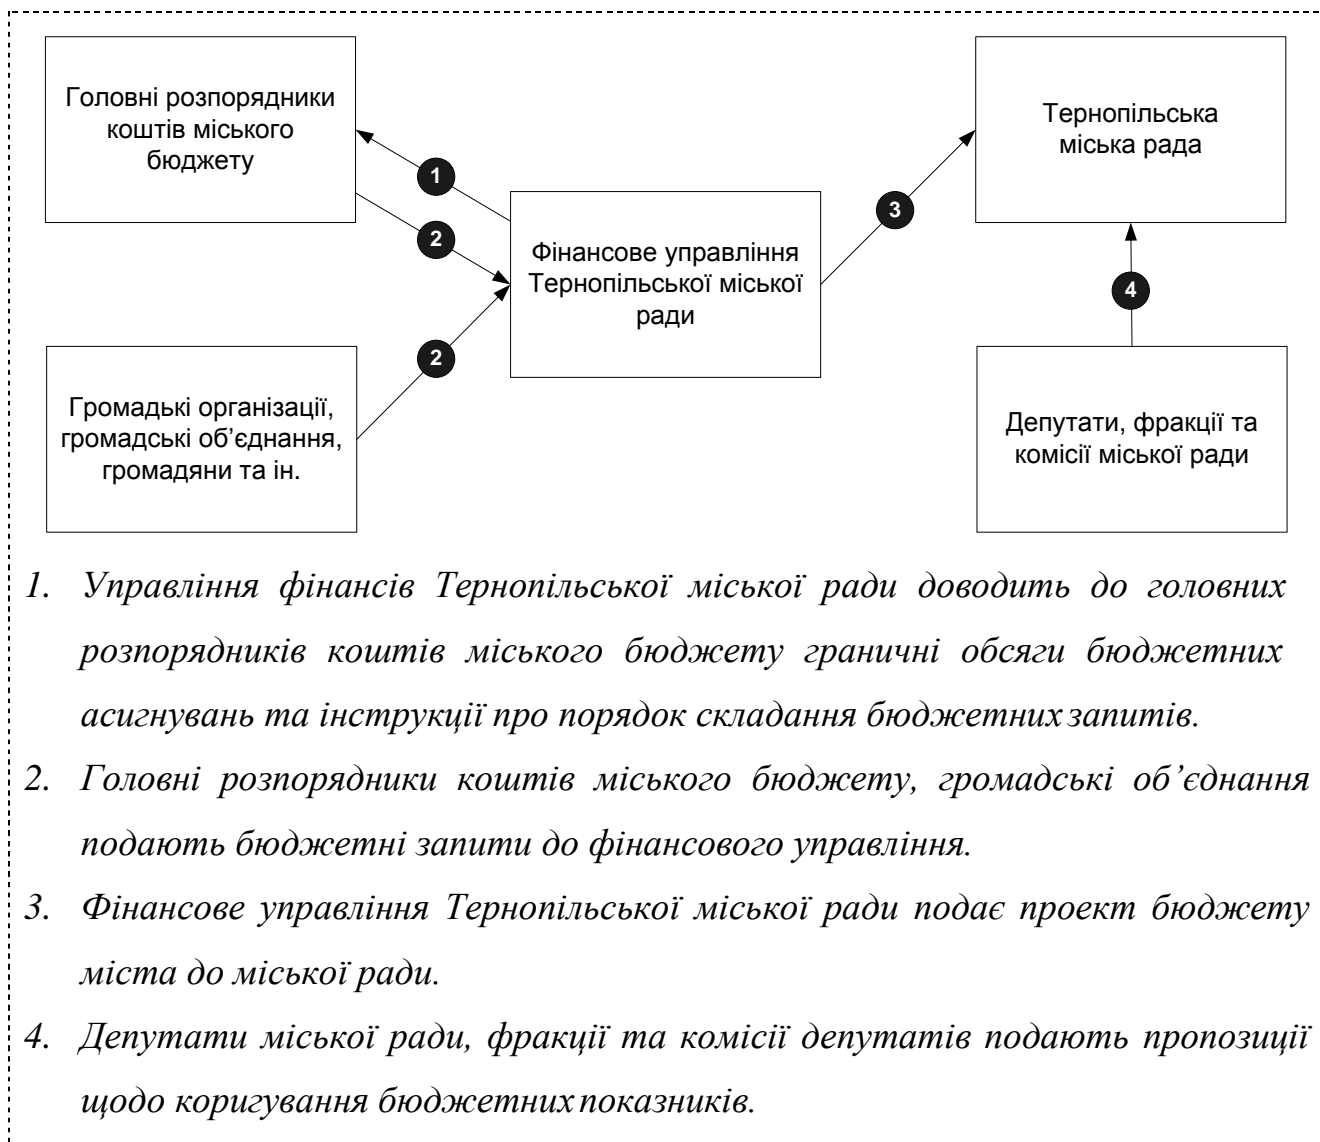 Головні розпорядники
коштів міського
бюджету
Тернопільська
міська рада
1
2
3
Фінансове управління
Тернопільської міської
ради
4
2
Громадькі організації,
громадські об’єднання,
громадяни та ін.
Депутати, фракції та
комісії міської ради
1. Управління фінансів Тернопільської міської ради доводить до головних
розпорядників коштів міського бюджету граничні обсяги бюджетних
асигнувань та інструкції про порядок складання бюджетних запитів.
2. Головні розпорядники коштів міського бюджету, громадські об’єднання
подають бюджетні запити до фінансового управління.
3. Фінансове управління Тернопільської міської ради подає проект бюджету
міста до міської ради.
4. Депутати міської ради, фракції та комісії депутатів подають пропозиції
щодо коригування бюджетних показників.